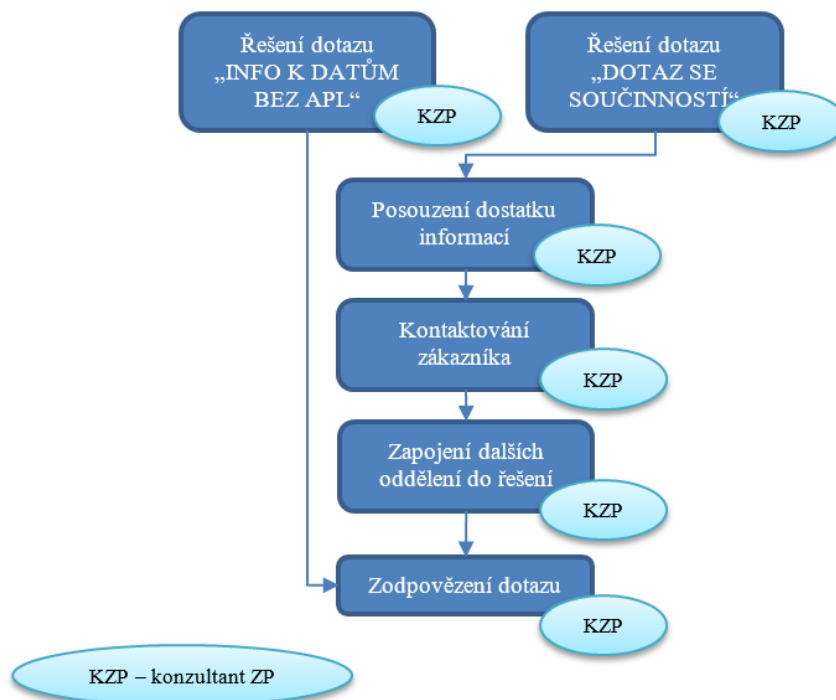 Řešení dotazu
„INFO K DATŮM
BEZ APL“
KZP
Řešení dotazu
„DOTAZ SE
SOUČINNOSTÍ“
KZP
Posouzení dostatku
informací
KZP
Kontaktování
zákazníka
KZP
Zapojení dalších
oddělení do řešení
KZP
Zodpovězení dotazu
KZP
KZP – konzultant ZP